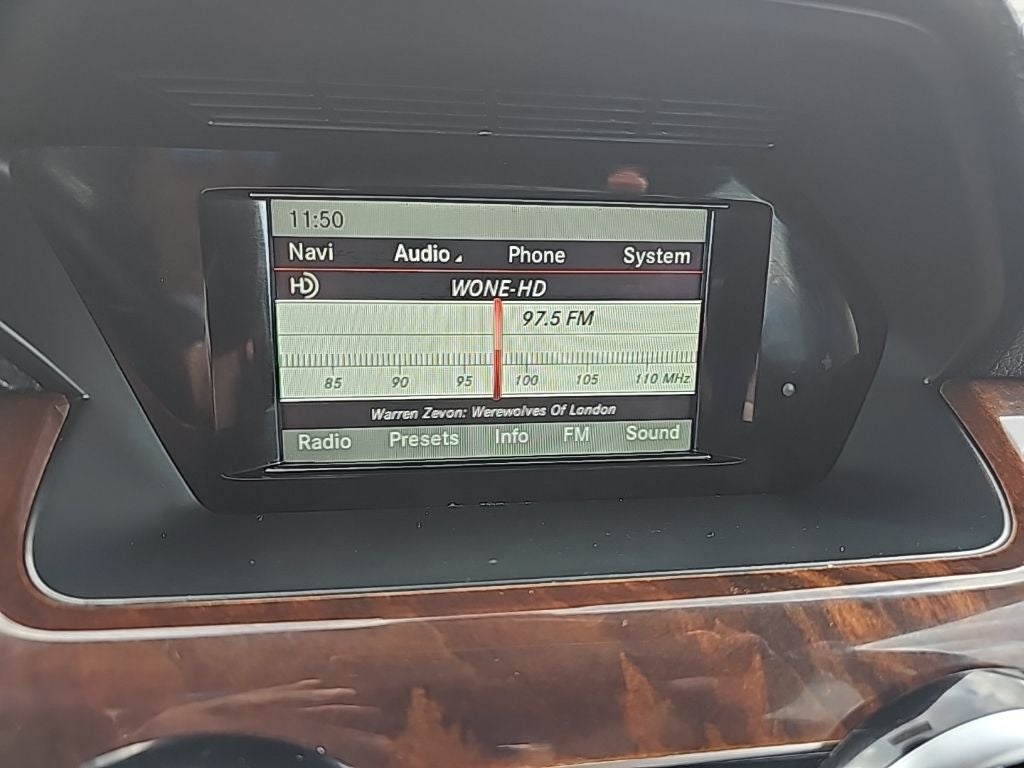 11:50
Navi Audio Phone System
HD WONE-HD
97.5 FM
85 90 95 100 105 110 MHz
Warren Zevon: Werewolves Of London
Radio Presets Info FM Sound